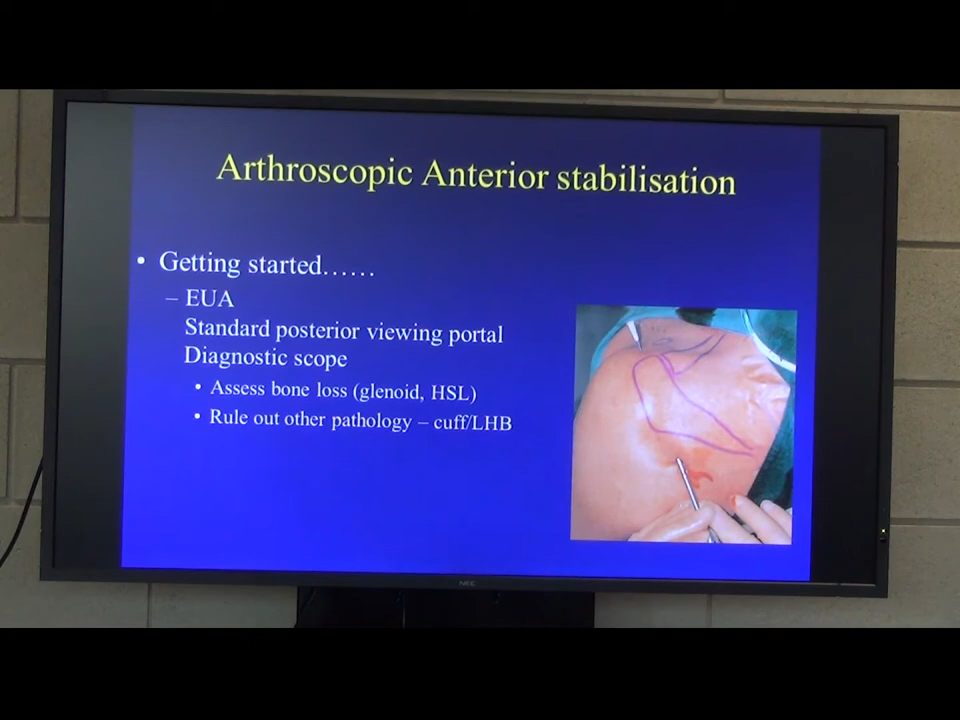 Arthroscopic Anterior stabilisation
• Getting started……
– EUA
Standard posterior viewing portal
Diagnostic scope
• Assess bone loss (glenoid, HSL)
• Rule out other pathology – cuff/LHB
NEC